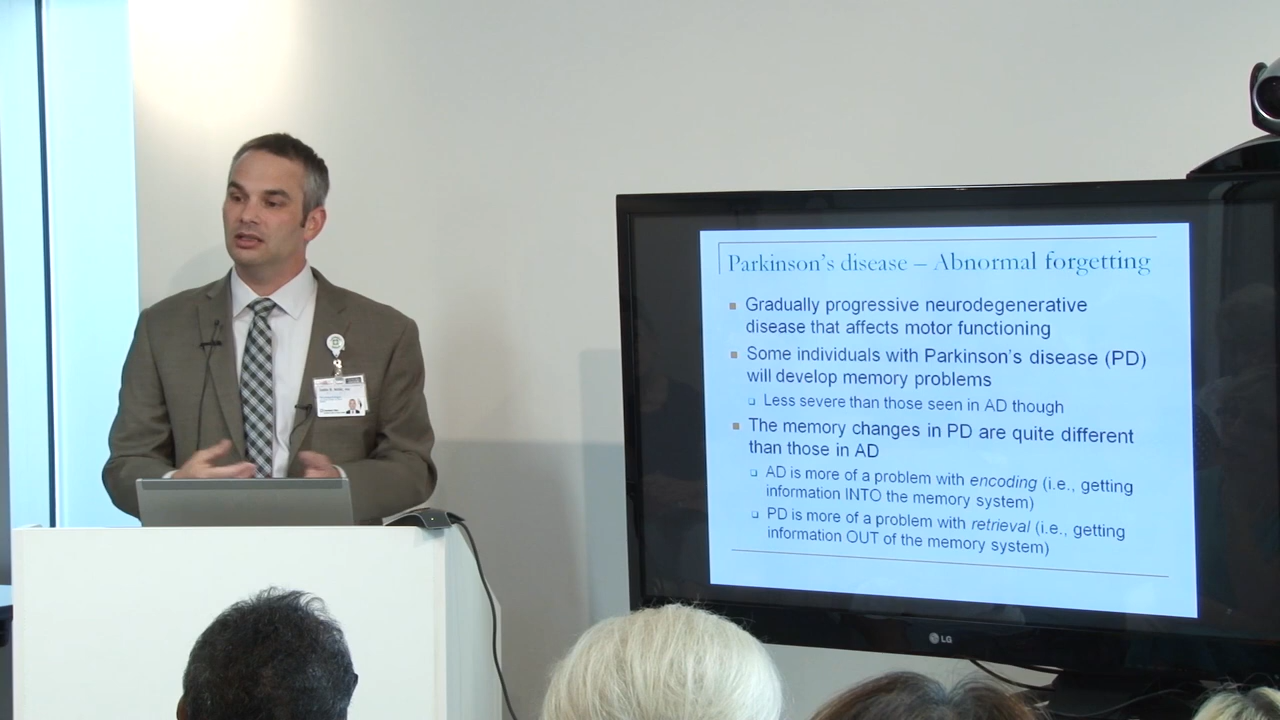 Parkinson's disease – Abnormal forgetting
Gradually progressive neurodegenerative
disease that affects motor functioning
Some individuals with Parkinson's disease (PD)
will develop memory problems
Less severe than those seen in AD though
The memory changes in PD are quite different
than those in AD
AD is more of a problem with encoding (i.e., getting
information INTO the memory system)
PD is more of a problem with retrieval (i.e., getting
information OUT of the memory system)
LG